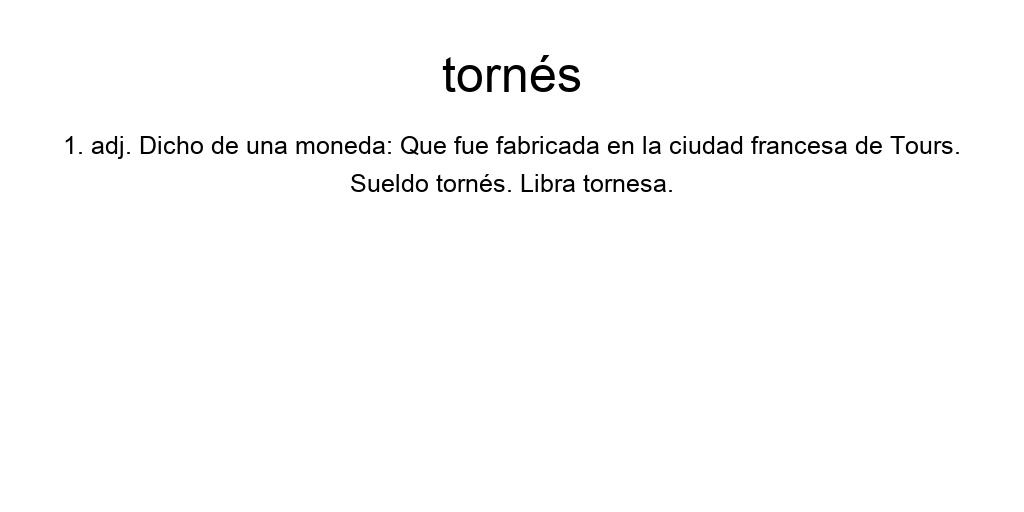 tornés
1. adj. Dicho de una moneda: Que fue fabricada en la ciudad francesa de Tours.
Sueldo tornés. Libra tornesa.